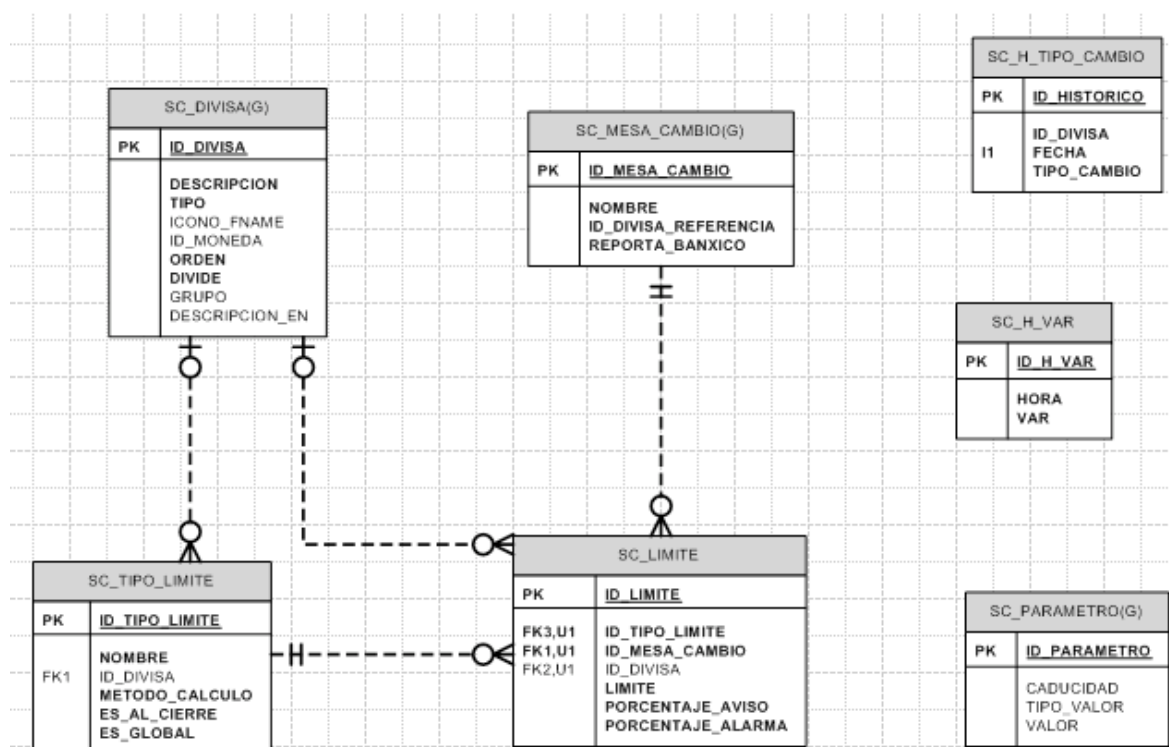 SC_DIVISA(G)
PK ID_DIVISA
DESCRIPCION
TIPO
ICONO_FNAME
ID_MONEDA
ORDEN
DIVIDE
GRUPO
DESCRIPCION_EN
SC_MESA_CAMBIO(G)
PK ID_MESA_CAMBIO
NOMBRE
ID_DIVISA_REFERENCIA
REPORTA_BANXICO
SC_H_TIPO_CAMBIO
PK ID_HISTORICO
ID_DIVISA
I1 FECHA
TIPO_CAMBIO
SC_H_VAR
PK ID_H_VAR
HORA
VAR
SC_TIPO_LIMITE
PK ID_TIPO_LIMITE
NOMBRE
FK1 ID_DIVISA
METODO_CALCULO
ES_AL_CIERRE
ES_GLOBAL
SC_LIMITE
PK ID_LIMITE
FK3,U1 ID_TIPO_LIMITE
FK1,U1 ID_MESA_CAMBIO
FK2,U1 ID_DIVISA
LIMITE
PORCENTAJE_AVISO
PORCENTAJE_ALARMA
SC_PARAMETRO(G)
PK ID_PARAMETRO
CADUCIDAD
TIPO_VALOR
VALOR